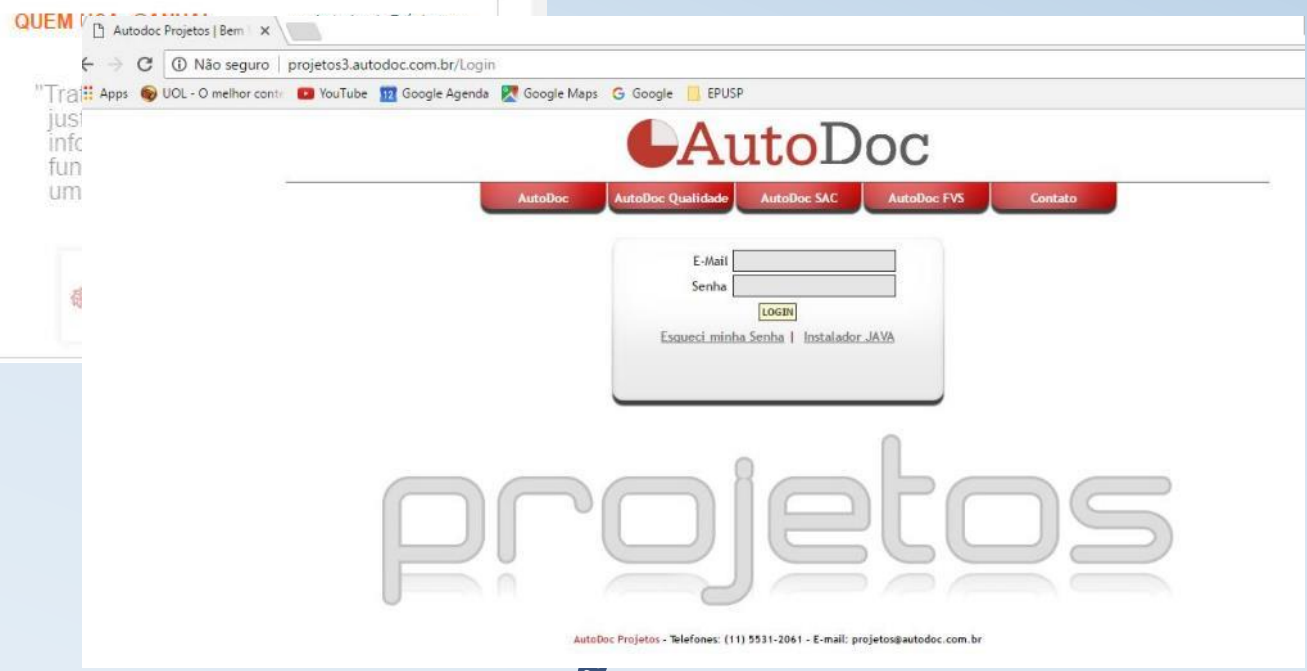 QUEM
Autodoc Projetos | Bem
Não seguro | projetos3.autodoc.com.br/Login
Apps UOL - O melhor conte YouTube 12 Google Agenda Google Maps G Google EPUSP
"Tra
jus
info
fun
um
AutoDoc
AutoDoc AutoDoc Qualidade AutoDoc SAC AutoDoc FVS Contato
E-Mail
Senha
LOGIN
Esqueci minha Senha | Instalador JAVA
projetos
AutoDoc Projetos - Telefones: (11) 5531-2061 - E-mail: projetos@autodoc.com.br